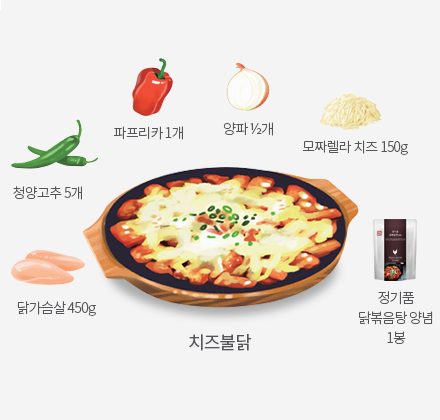 파프리카 1개
양파 ½개
모짜렐라 치즈 150g
청양고추 5개
닭가슴살 450g
정기품
닭볶음탕 양념
1봉
치즈불닭